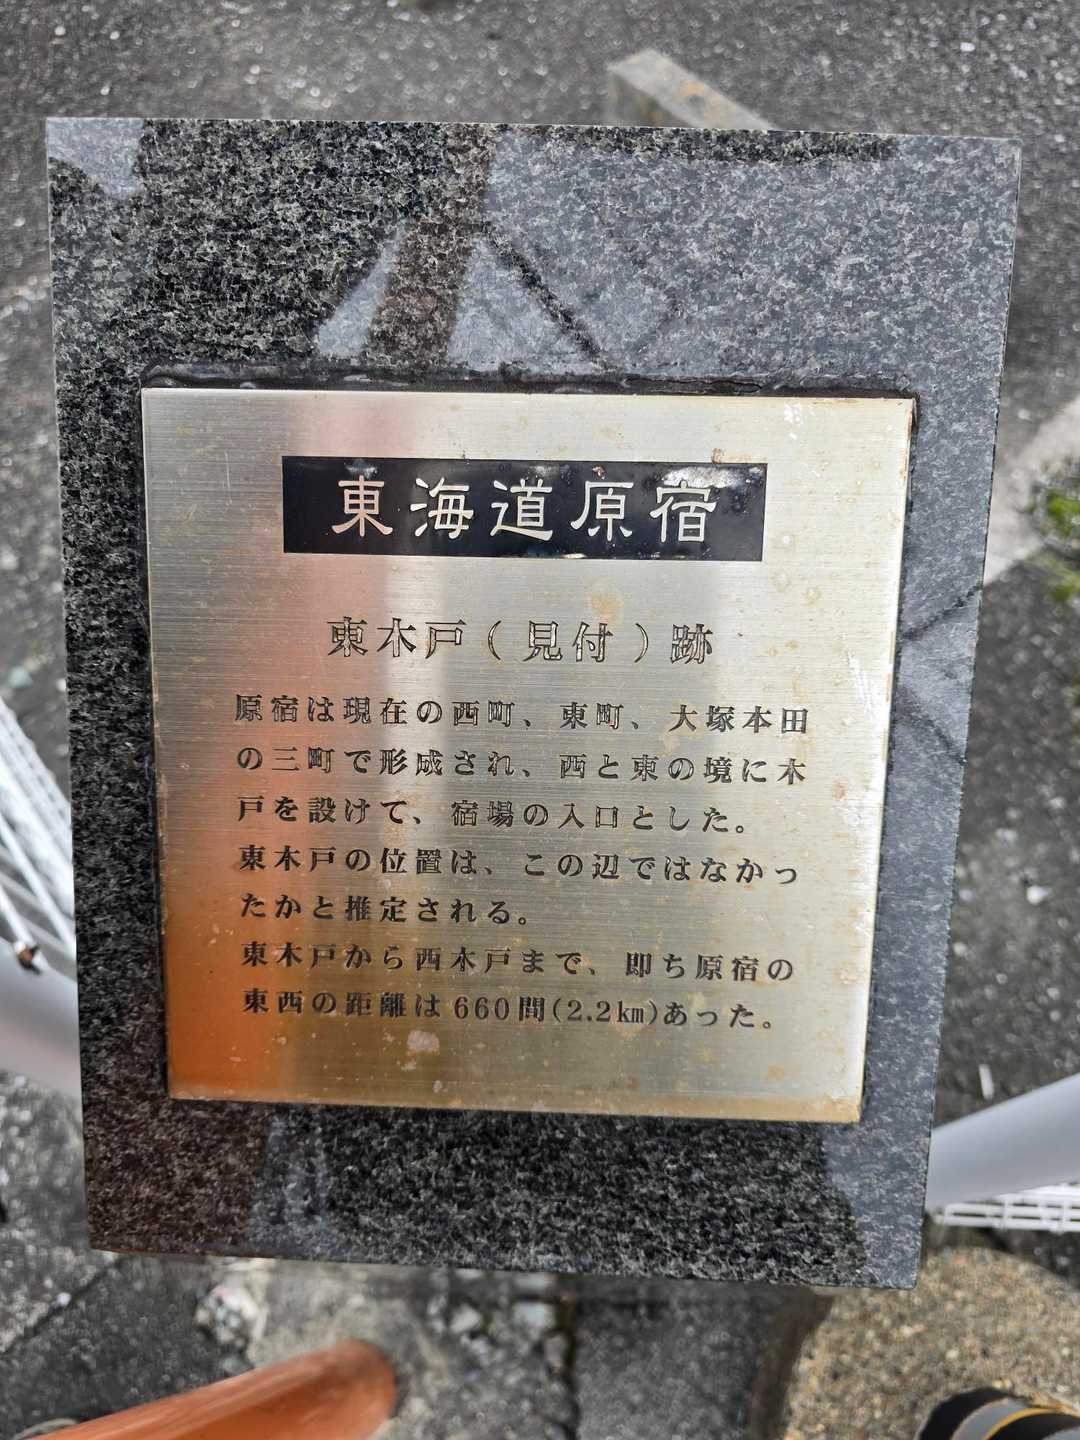 東海道原宿
東木戸(見付)跡
原宿は現在の西町、東町、大塚本田
の三町で形成され、西と東の境に木
戸を設けて、宿場の入口とした。
東木戸の位置は、この辺ではなかっ
たかと推定される。
東木戸から西木戸まで、即ち原宿の
東西の距離は660間(2.2㎞)あった。